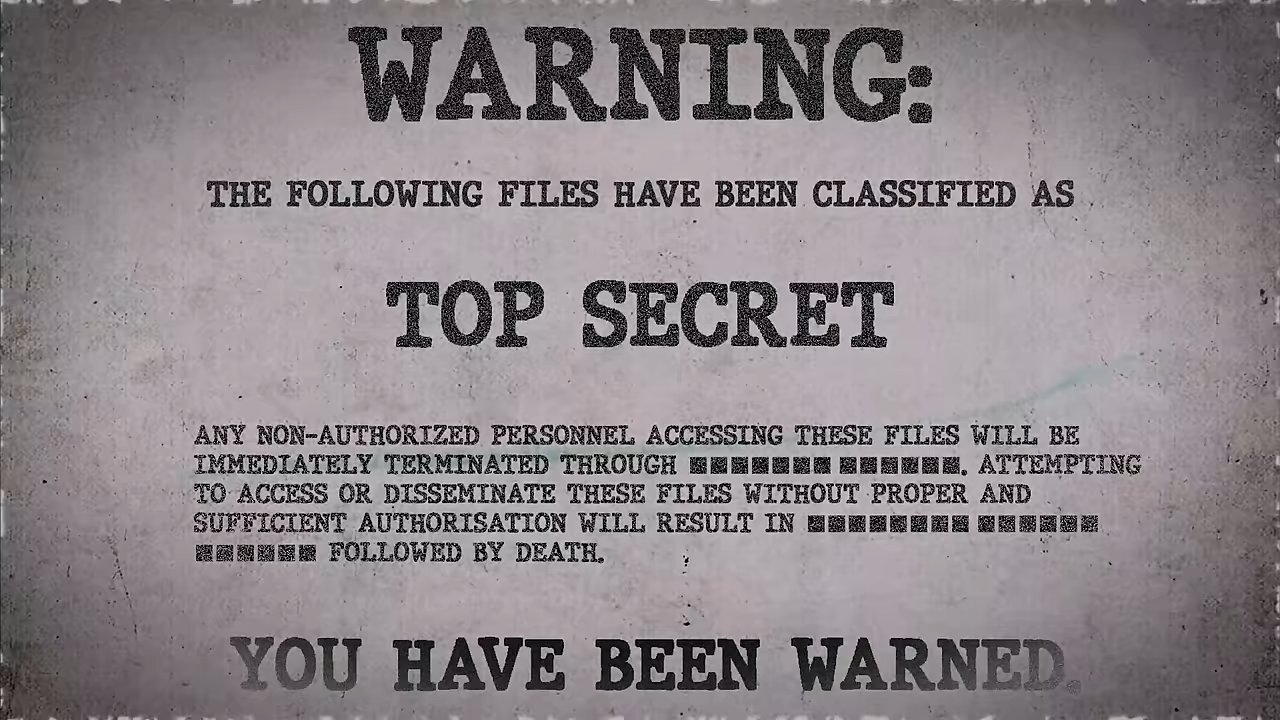 WARNING:
THE FOLLOWING FILES HAVE BEEN CLASSIFIED AS
TOP SECRET
ANY NON-AUTHORIZED PERSONNEL ACCESSING THESE FILES WILL BE
IMMEDIATELY TERMINATED THROUGH ■■■■■■■ ■■■■■■. ATTEMPTING
TO ACCESS OR DISSEMINATE THESE FILES WITHOUT PROPER AND
SUFFICIENT AUTHORISATION WILL RESULT IN ■■■■■■■■ ■■■■■■
■■■■■■ FOLLOWED BY DEATH.
YOU HAVE BEEN WARNED.